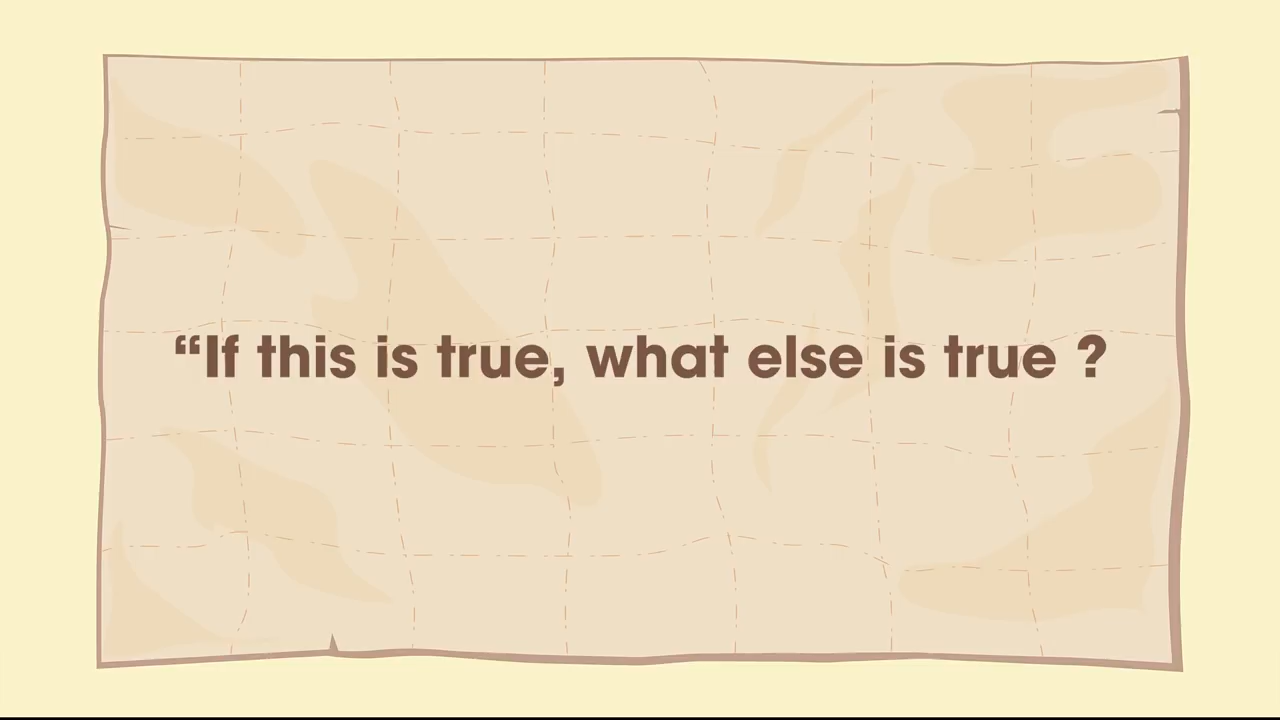 “If this is true, what else is true ?